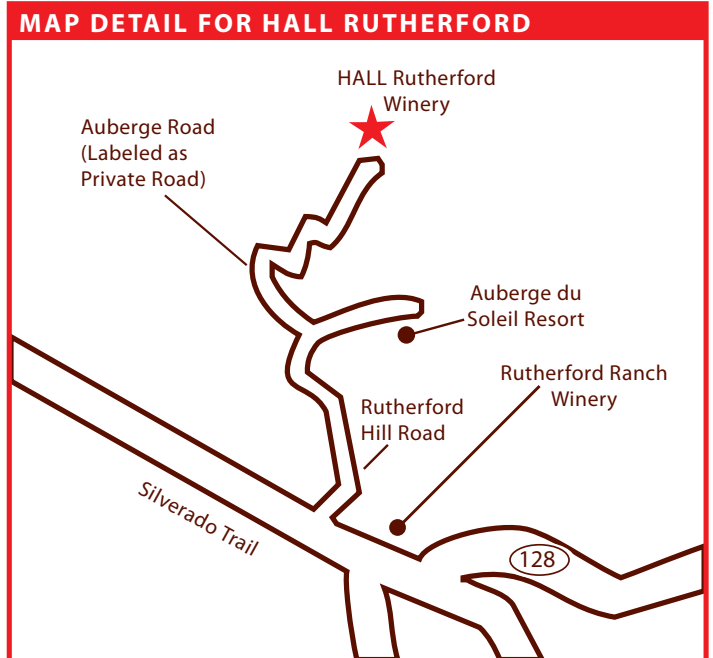 MAP DETAIL FOR HALL RUTHERFORD
HALL Rutherford
Winery
Auberge Road
(Labeled as
Private Road)
Auberge du
Soleil Resort
Rutherford Ranch
Winery
Rutherford
Hill Road
Silverado Trail
128